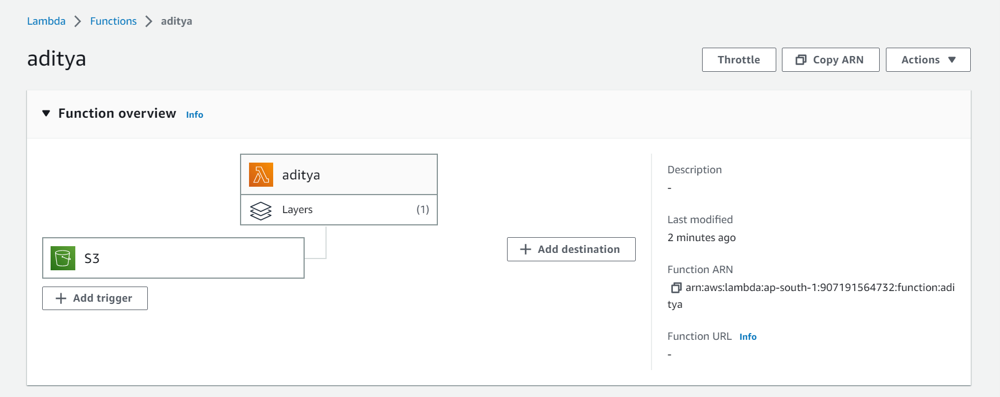 Lambda > Functions > aditya
aditya
Throttle
Copy ARN
Actions
Function overview Info
aditya
Layers (1)
S3
Add trigger
Add destination
Description
-
Last modified
2 minutes ago
Function ARN
arn:aws:lambda:ap-south-1:907191564732:function:adi
tya
Function URL Info
-